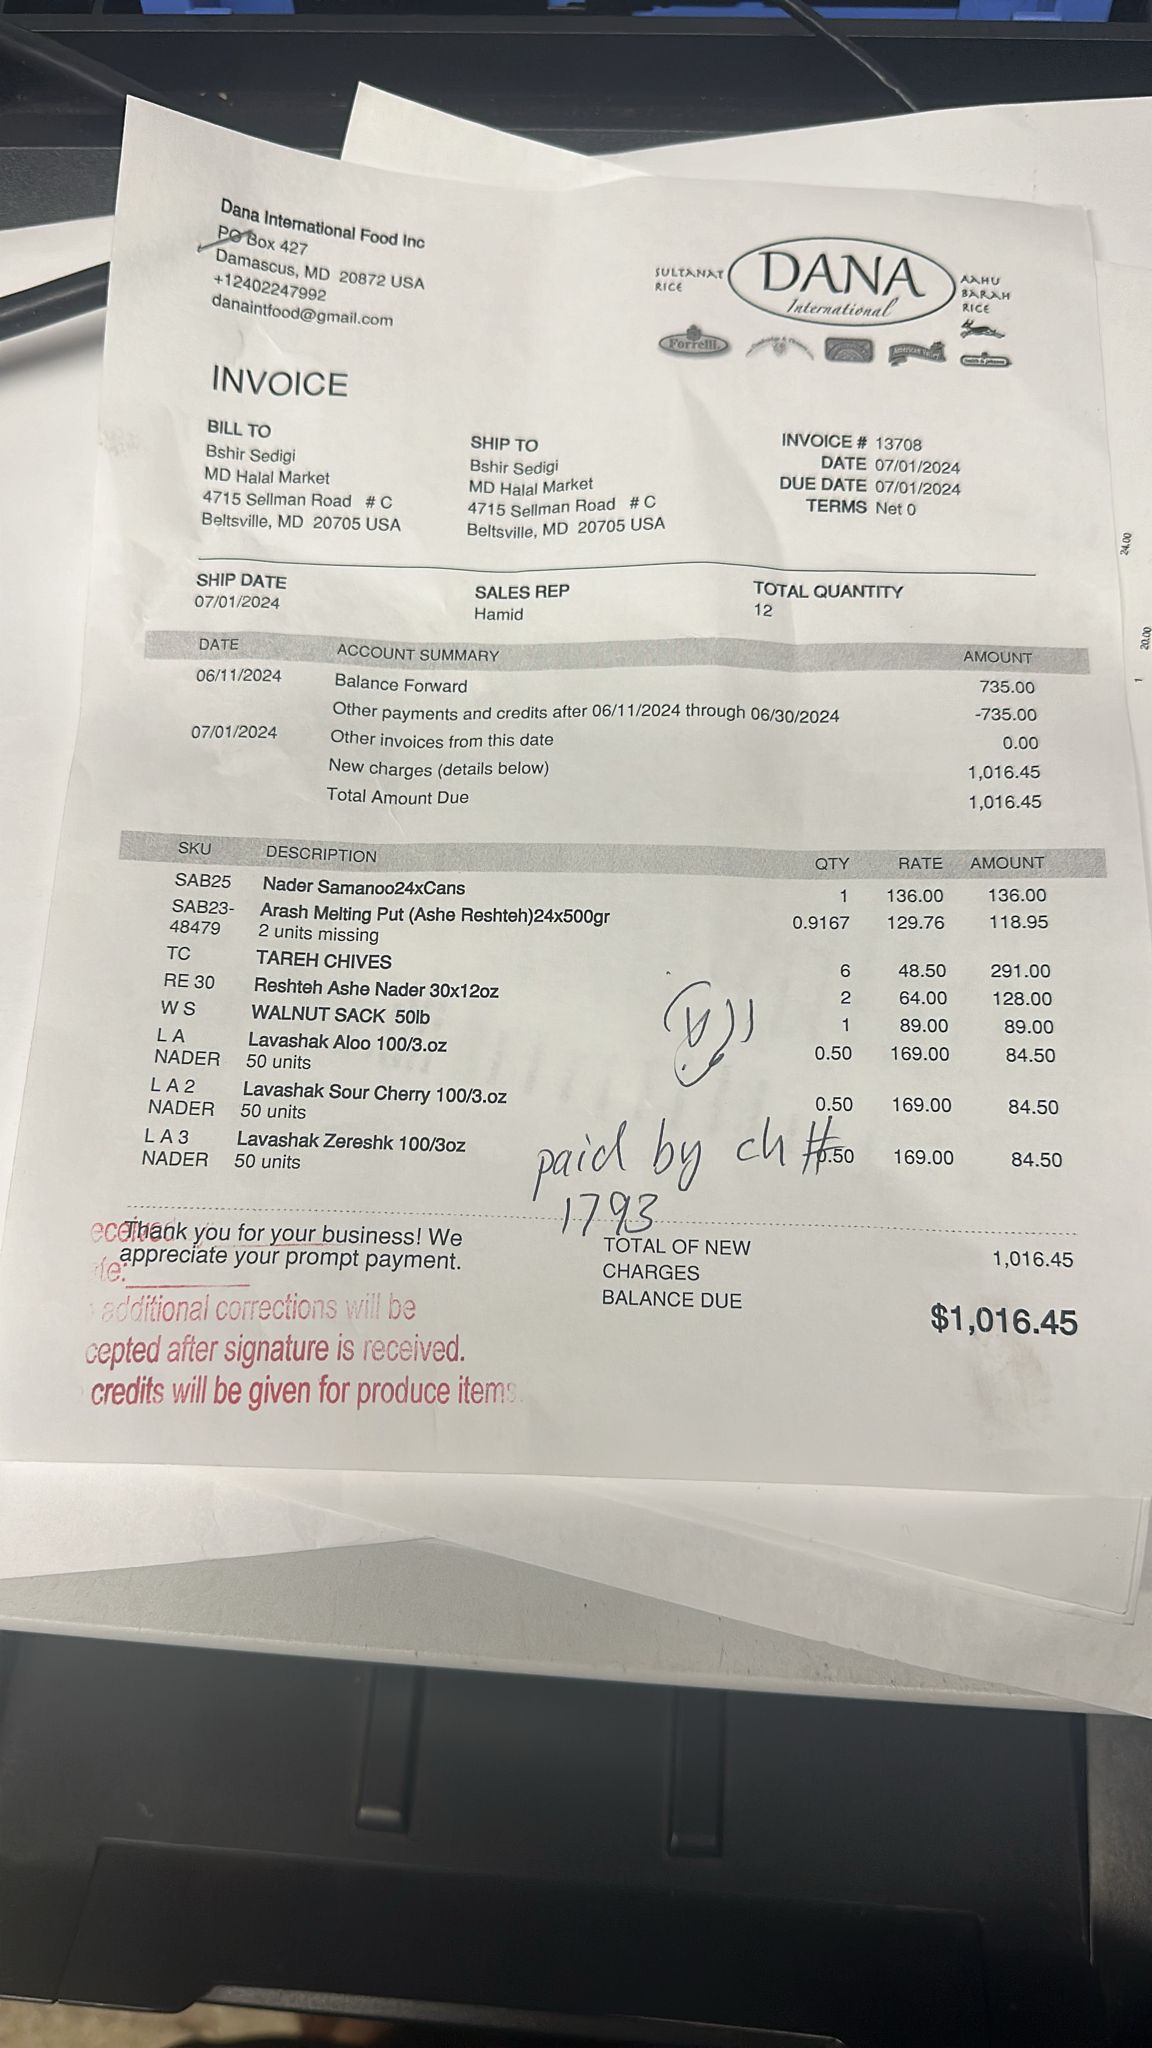 Dana International Food Inc
PO Box 427
Damascus, MD 20872 USA
+12402247992
danaintfood@gmail.com
SULTANAT
RICE
DANA
International
AAHU
BARAH
RICE
Forrelli
American Valley
INVOICE
BILL TO
Bshir Sedigi
MD Halal Market
4715 Sellman Road # C
Beltsville, MD 20705 USA
SHIP TO
Bshir Sedigi
MD Halal Market
4715 Sellman Road # C
Beltsville, MD 20705 USA
INVOICE # 13708
DATE 07/01/2024
DUE DATE 07/01/2024
TERMS Net 0
SHIP DATE
07/01/2024
SALES REP
Hamid
TOTAL QUANTITY
12
DATE ACCOUNT SUMMARY AMOUNT
06/11/2024 Balance Forward 735.00
Other payments and credits after 06/11/2024 through 06/30/2024 -735.00
07/01/2024 Other invoices from this date 0.00
New charges (details below) 1,016.45
Total Amount Due 1,016.45
SKU DESCRIPTION QTY RATE AMOUNT
SAB25 Nader Samanoo24xCans 1 136.00 136.00
SAB23- Arash Melting Put (Ashe Reshteh)24x500gr 0.9167 129.76 118.95
48479 2 units missing
TC TAREH CHIVES 6 48.50 291.00
RE 30 Reshteh Ashe Nader 30x12oz 2 64.00 128.00
W S WALNUT SACK 50lb 1 89.00 89.00
L A Lavashak Aloo 100/3.oz 0.50 169.00 84.50
NADER 50 units
L A 2 Lavashak Sour Cherry 100/3.oz 0.50 169.00 84.50
NADER 50 units
L A 3 Lavashak Zereshk 100/3oz 0.50 169.00 84.50
NADER 50 units
paid by ch #
1793
Thank you for your business! We
appreciate your prompt payment.
TOTAL OF NEW
CHARGES
1,016.45
BALANCE DUE
$1,016.45
additional corrections will be
cepted after signature is received.
credits will be given for produce items.
24.00
20.00
1